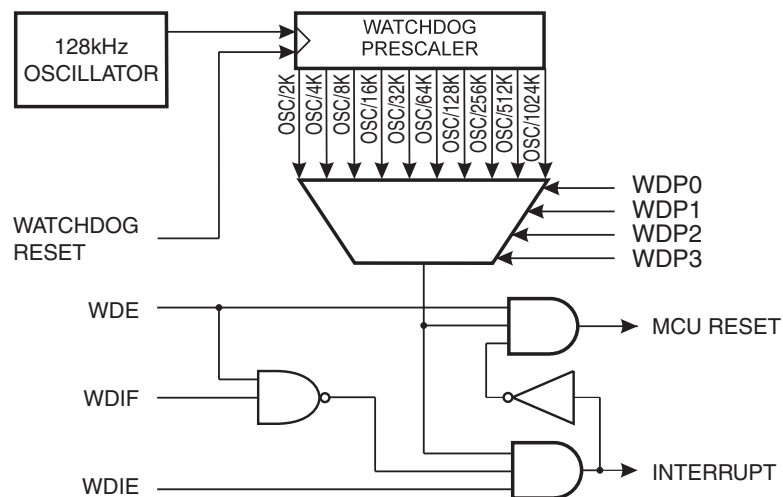 128kHz
OSCILLATOR
WATCHDOG
PRESCALER
OSC/2K
OSC/4K
OSC/8K
OSC/16K
OSC/32K
OSC/64K
OSC/128K
OSC/256K
OSC/512K
OSC/1024K
WATCHDOG
RESET
WDP0
WDP1
WDP2
WDP3
WDE
MCU RESET
WDIF
INTERRUPT
WDIE